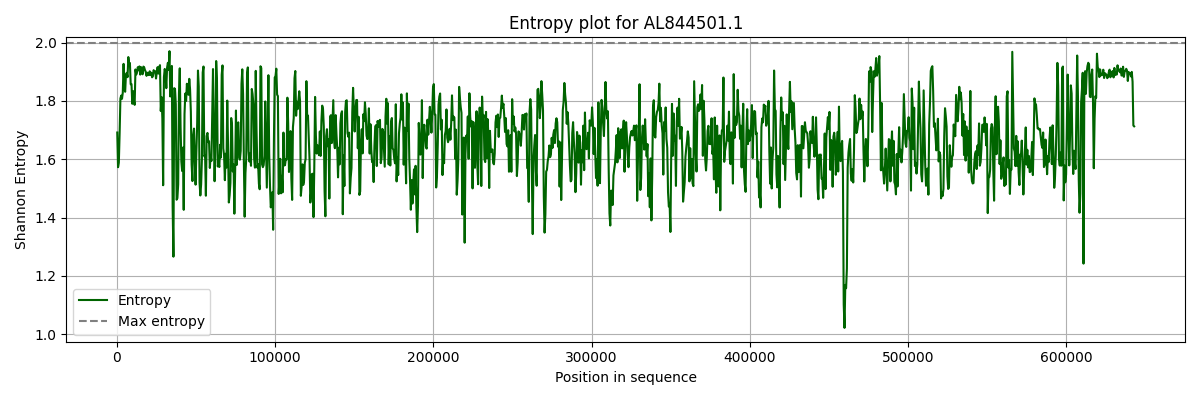 Entropy plot for AL844501.1
Shannon Entropy
2.0
1.8
1.6
1.4
1.2
1.0
Entropy
Max entropy
0
100000
200000
300000
400000
500000
600000
Position in sequence